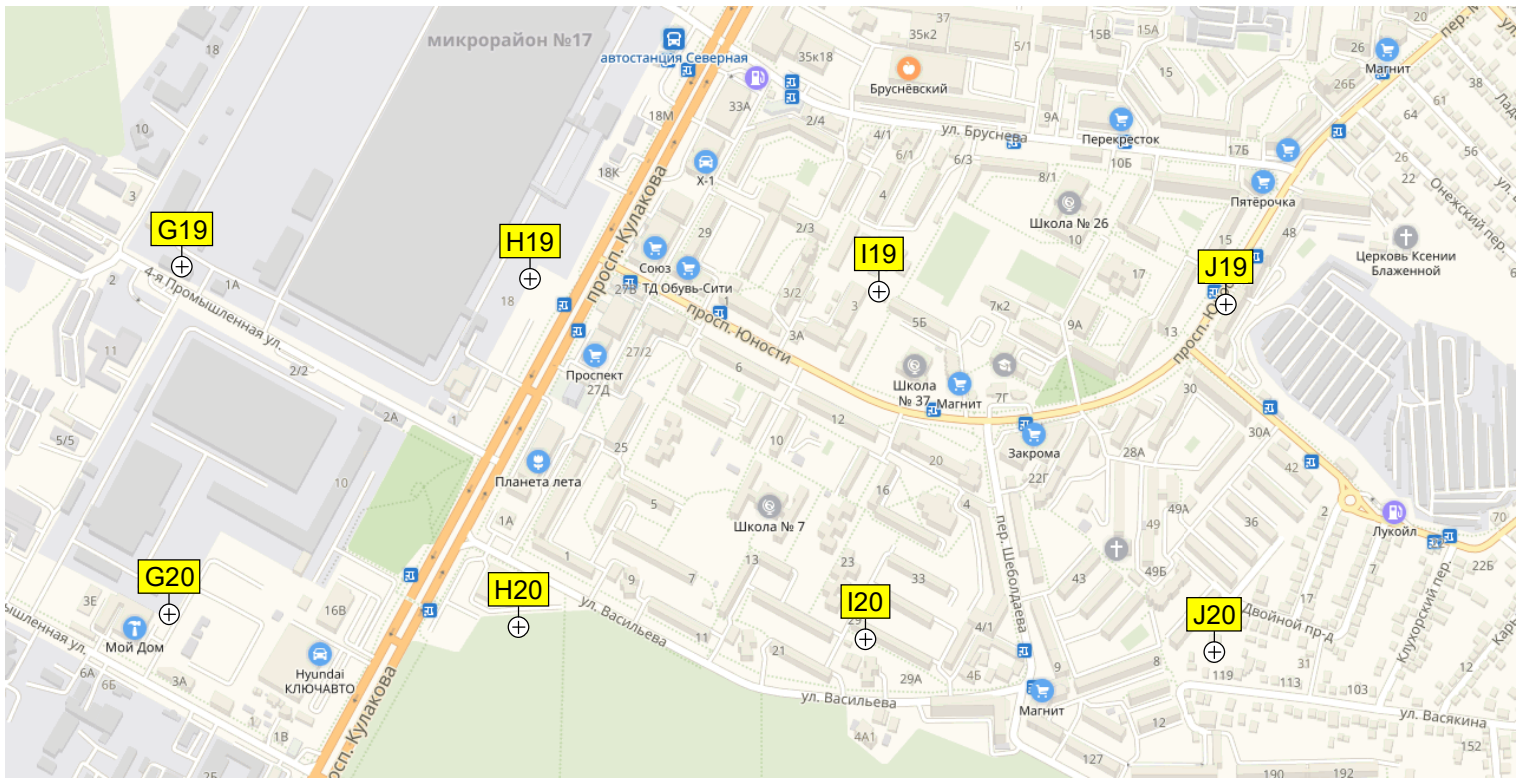 микрорайон №17
автостанция Северная
18
10
3
18М
18К
33А
Х-1
35к18
35к2
37
5/1
15В
15А
15
Бруснёвский
2/4
4/1
6/1
6/3
4
ул. Бруснева
9А
Перекресток
10Б
17Б
8/1
Школа № 26
10
Пятёрочка
26
Магнит
26Б
пер. М
ул.
38
61
64
56
26
22
Онежский пер.
Церковь Ксении
Блаженной
48
15
17
G19
H19
I19
J19
4-я Промышленная ул.
2
1А
18
просп. Кулакова
29
Союз
ТД Обувь-Сити
27В
1
2/3
3/2
3
3А
просп. Юности
5Б
7к2
9А
13
просп. Ю
11
2/2
2А
1
5/5
10
Проспект
27/2
27Д
6
Школа
№ 37
Магнит
7Г
Закрома
22Г
28А
30
30А
42
12
10
20
16
4
25
5
Планета лета
1А
Школа № 7
1
9
7
13
11
23
33
пер. Шеболдаева
43
49
49А
49Б
36
2
Лукойл
70
22Б
7
17
G20
H20
I20
J20
3Е
Мой Дом
16В
Hyundai
КЛЮЧАВТО
6А
6Б
3А
1В
2Б
просп. Кулакова
ул. Васильева
21
29
29А
4/1
4Б
9
8
Магнит
ул. Васильева
4А1
12
127
Двойной пр-д
31
119
113
103
Клухорский пер.
12
ул. Васякина
152
190
192